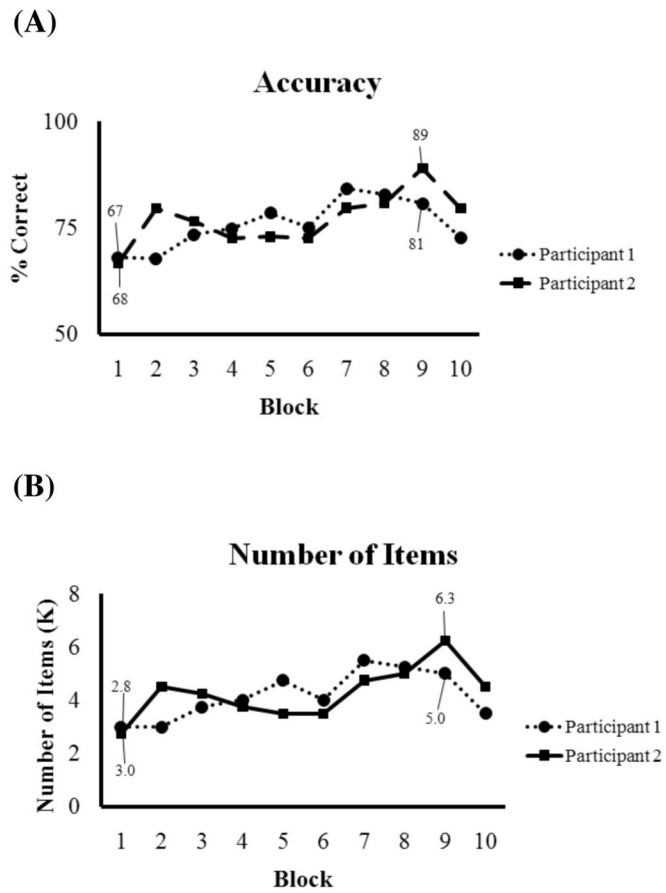 (A)
Accuracy
100
75
50
% Correct
67
68
89
81
1 2 3 4 5 6 7 8 9 10
Block
Participant 1
Participant 2
(B)
Number of Items
8
6
4
2
0
Number of Items (K)
2.8
3.0
6.3
5.0
1 2 3 4 5 6 7 8 9 10
Block
Participant 1
Participant 2